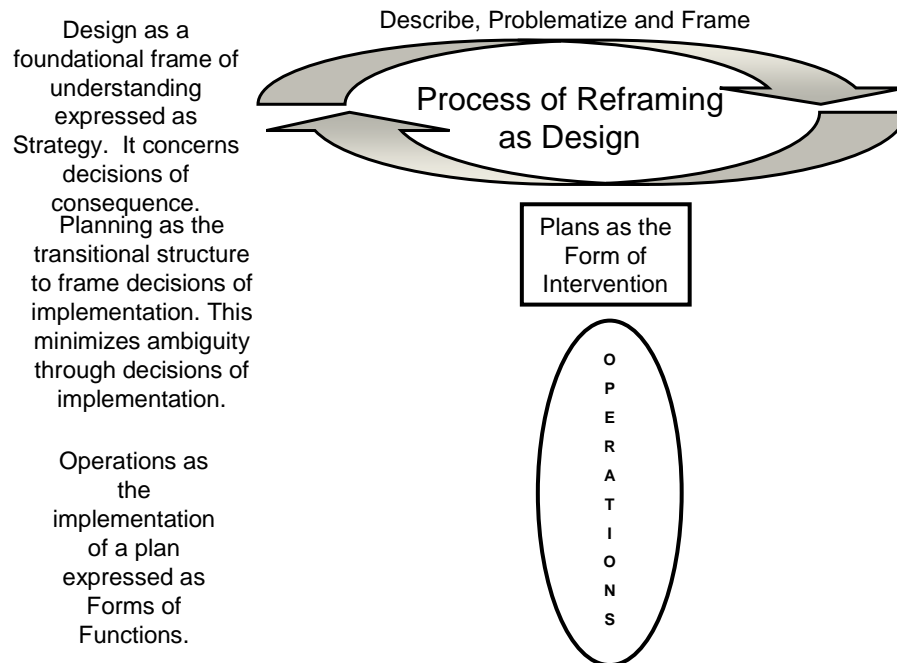 Describe, Problematize and Frame
Design as a
foundational frame of
understanding
expressed as
Strategy.  It concerns
decisions of
consequence.
Process of Reframing
as Design
Planning as the
transitional structure
to frame decisions of
implementation. This
minimizes ambiguity
through decisions of
implementation.
Plans as the
Form of
Intervention
Operations as
the
implementation
of a plan
expressed as
Forms of
Functions.
O
P
E
R
A
T
I
O
N
S